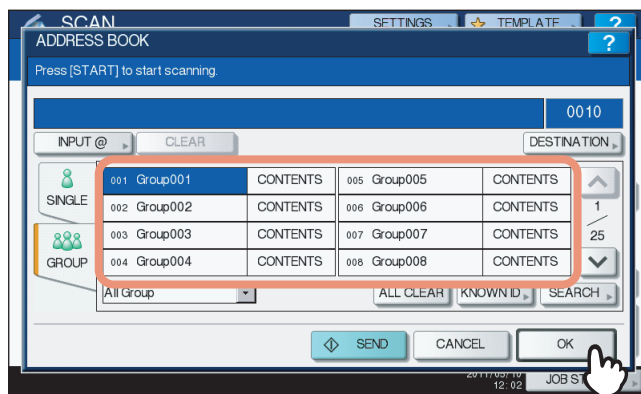 SCAN SETTINGS TEMPLATE ?
ADDRESS BOOK ?
Press [START] to start scanning.
0010
INPUT @ CLEAR DESTINATION
SINGLE
GROUP
001 Group001 CONTENTS 005 Group005 CONTENTS
002 Group002 CONTENTS 006 Group006 CONTENTS
003 Group003 CONTENTS 007 Group007 CONTENTS
004 Group004 CONTENTS 008 Group008 CONTENTS
1
25
All Group ALL CLEAR KNOWN ID SEARCH
SEND CANCEL OK
12:02 JOB ST